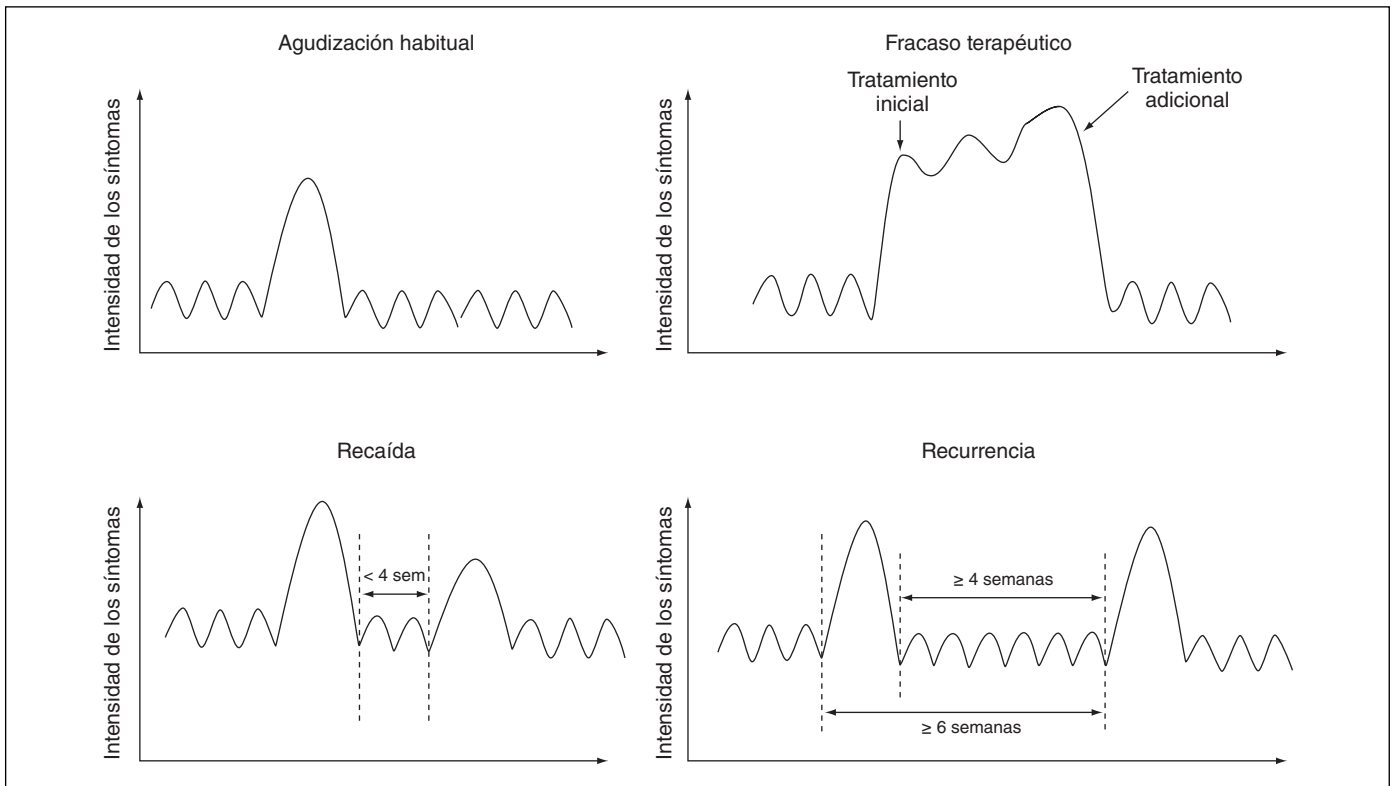 Agudización habitual
Intensidad de los síntomas
Fracaso terapéutico
Tratamiento
inicial
Tratamiento
adicional
Intensidad de los síntomas
Recaída
< 4 sem
Intensidad de los síntomas
Recurrencia
≥ 4 semanas
≥ 6 semanas
Intensidad de los síntomas